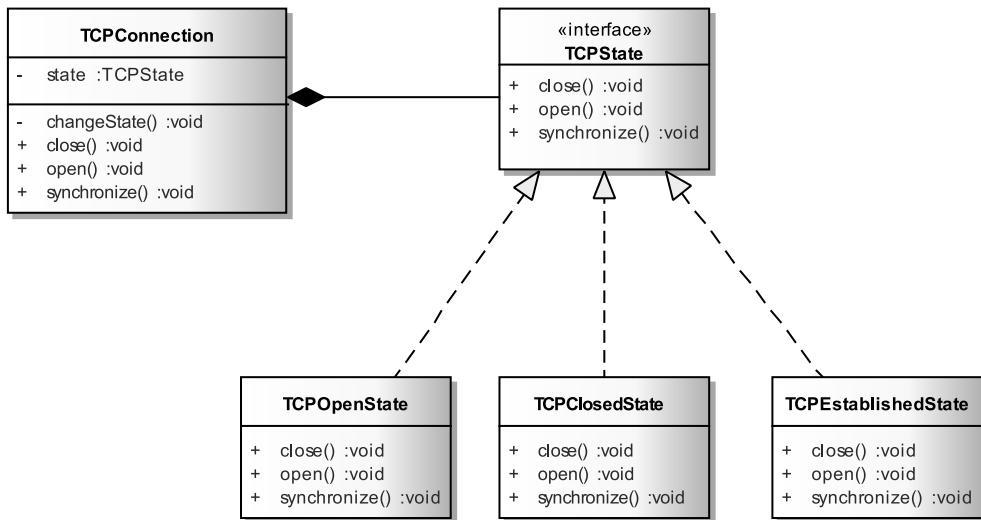 TCPConnection
- state :TCPState
- changeState() :void
+ close() :void
+ open() :void
+ synchronize() :void
«interface»
TCPState
+ close() :void
+ open() :void
+ synchronize() :void
TCPOpenState
+ close() :void
+ open() :void
+ synchronize() :void
TCPClosedState
+ close() :void
+ open() :void
+ synchronize() :void
TCPEstablishedState
+ close() :void
+ open() :void
+ synchronize() :void